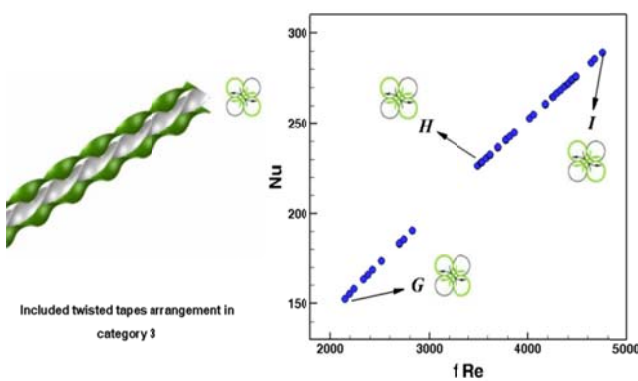 300
250
200
150
Nu
H
I
G
2000
3000
4000
5000
f Re
Included twisted tapes arrangement in
category 3